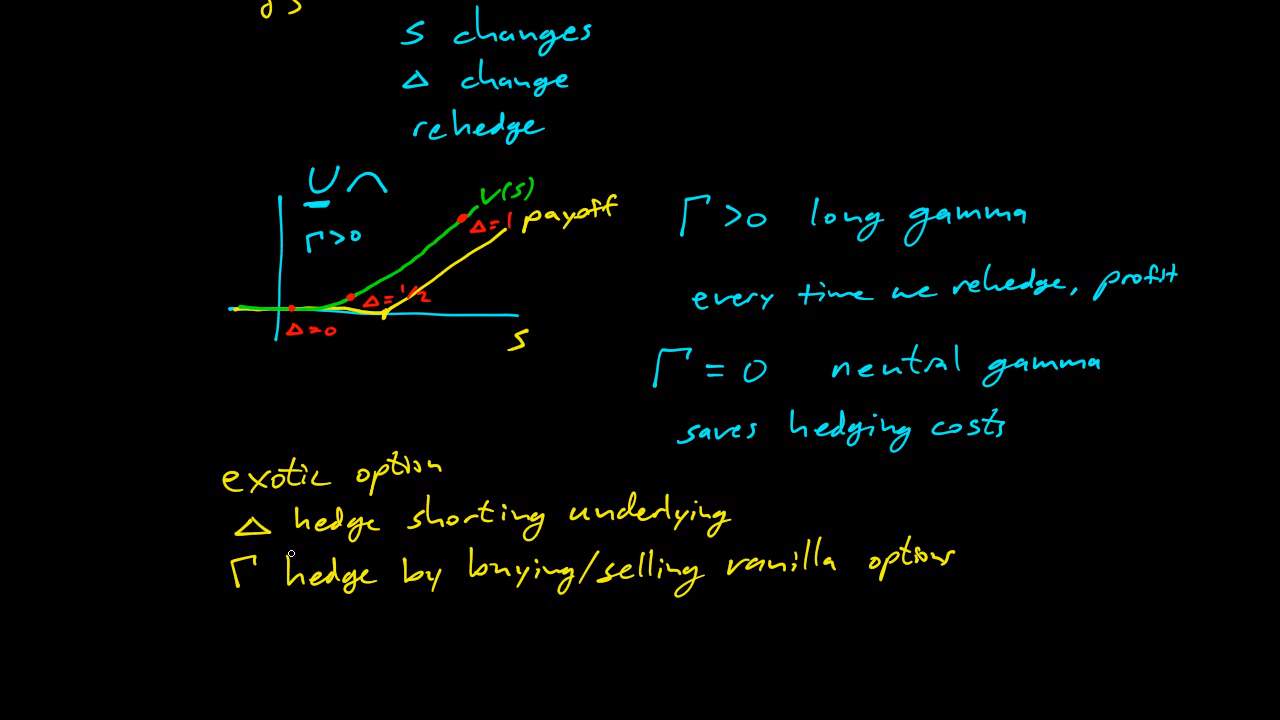 S changes
Δ change
rehedge
V(S)
Δ=1 payoff
Γ>0
Δ=1/2
Δ=0
S
Γ>0 long gamma
every time we rehedge, profit
Γ=0 neutral gamma
saves hedging costs
exotic option
Δ hedge shorting underlying
Γ hedge by buying/selling vanilla options